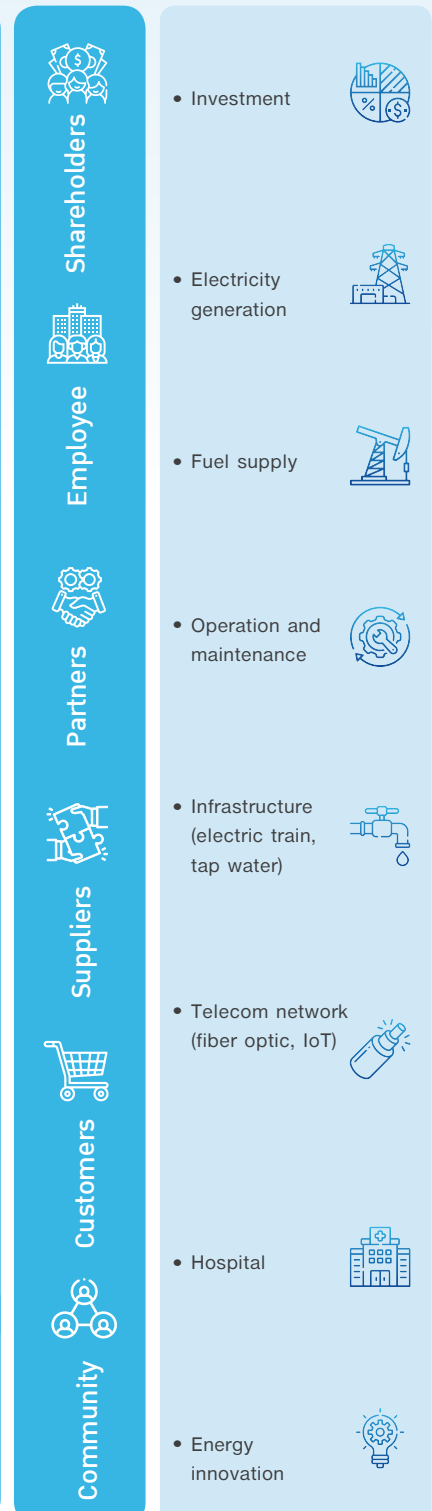 Shareholders
Employee
Partners
Suppliers
Customers
Community
• Investment
• Electricity
generation
• Fuel supply
• Operation and
maintenance
• Infrastructure
(electric train,
tap water)
• Telecom network
(fiber optic, IoT)
• Hospital
• Energy
innovation